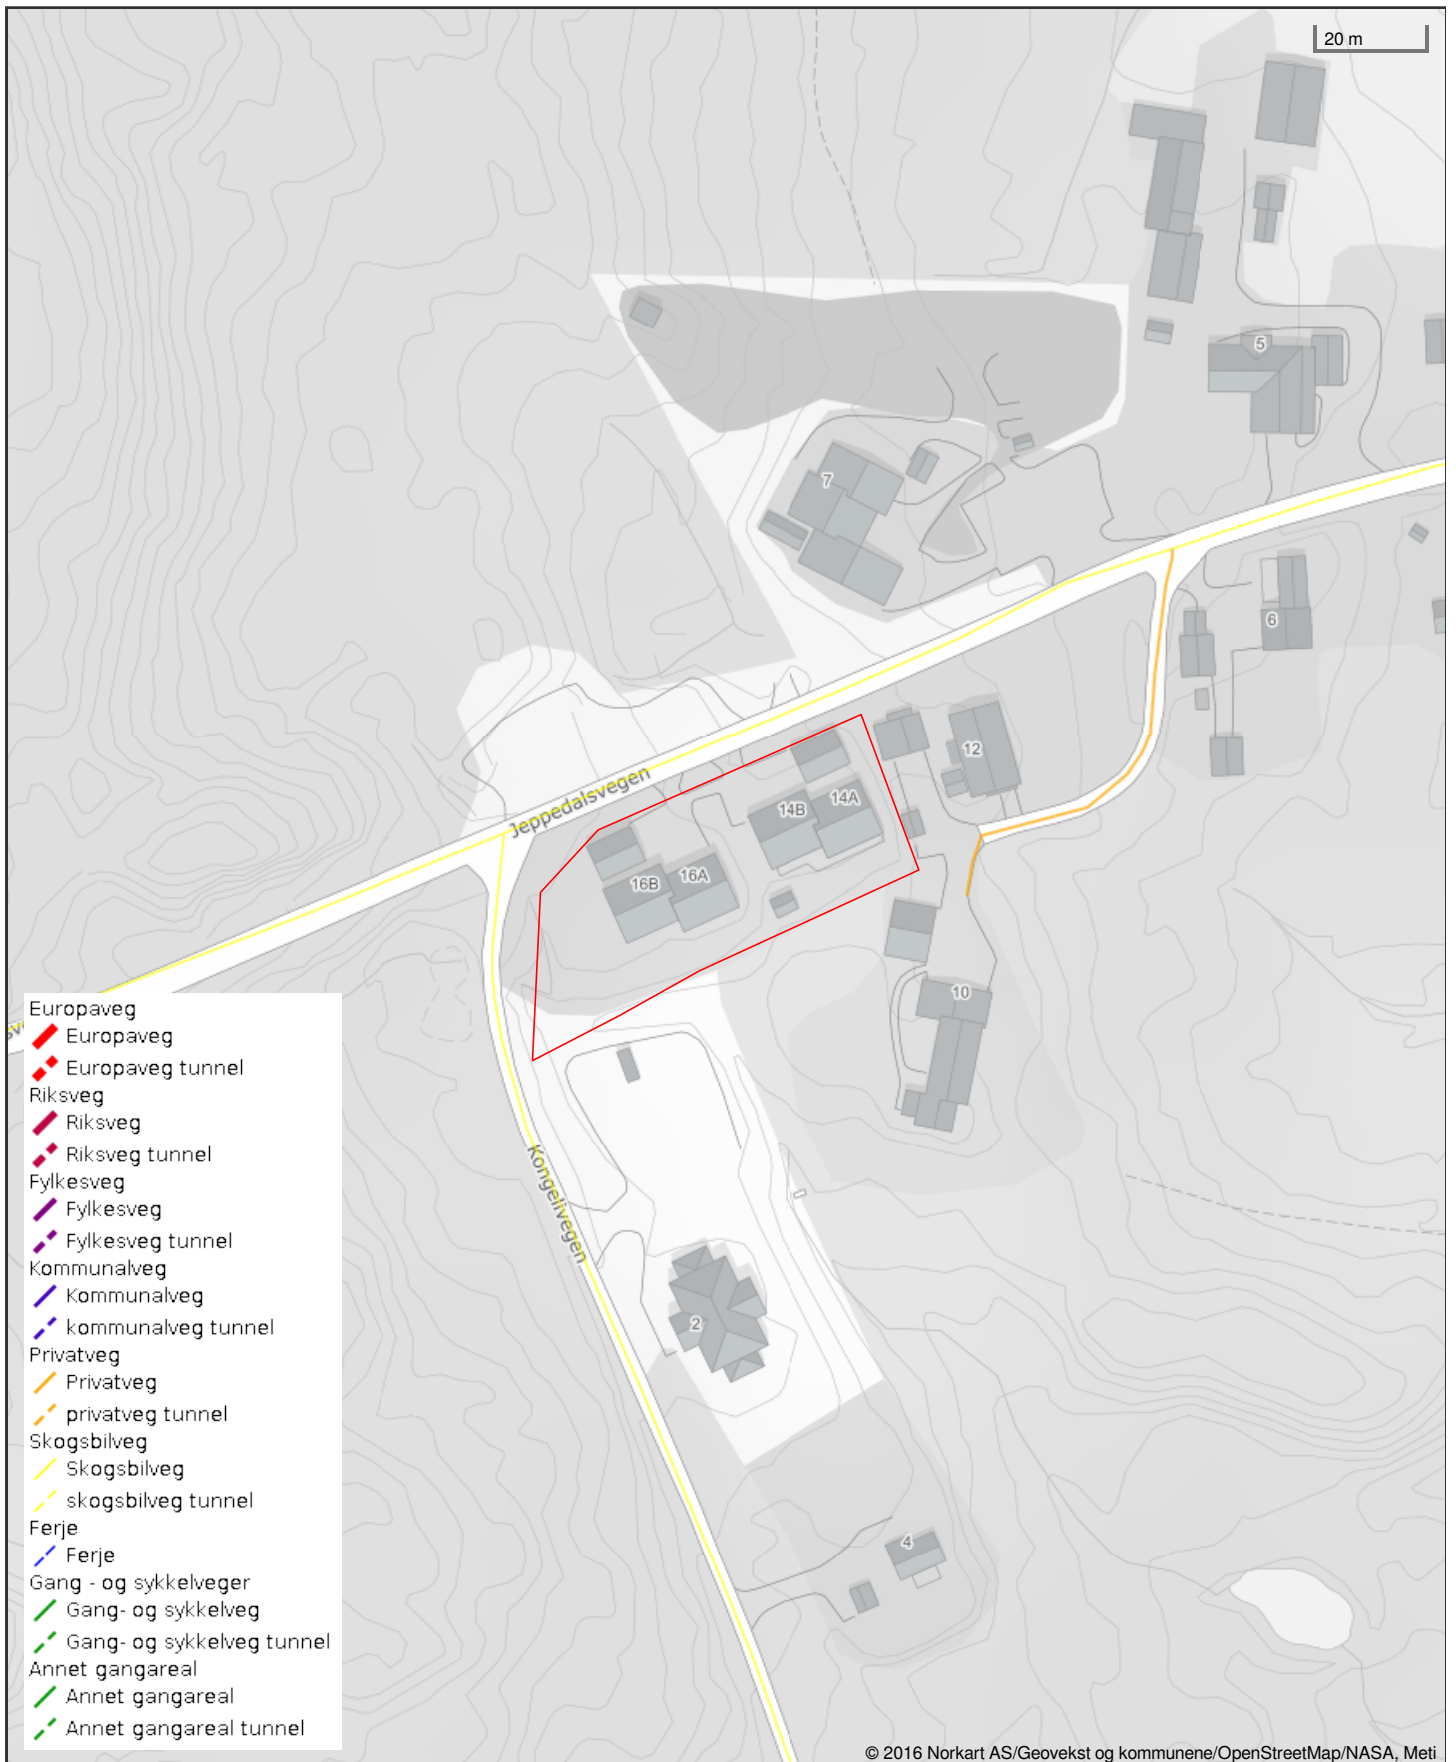 20 m
5
7
6
12
Jeppedalsvegen
14B
14A
16B
16A
10
Kongelivegen
2
4
Europaveg
Europaveg
Europaveg tunnel
Riksveg
Riksveg
Riksveg tunnel
Fylkesveg
Fylkesveg
Fylkesveg tunnel
Kommunalveg
Kommunalveg
kommunalveg tunnel
Privatveg
Privatveg
privatveg tunnel
Skogsbilveg
Skogsbilveg
skogsbilveg tunnel
Ferje
Ferje
Gang - og sykkelveger
Gang- og sykkelveg
Gang- og sykkelveg tunnel
Annet gangareal
Annet gangareal
Annet gangareal tunnel
© 2016 Norkart AS/Geovekst og kommunene/OpenStreetMap/NASA, Meti